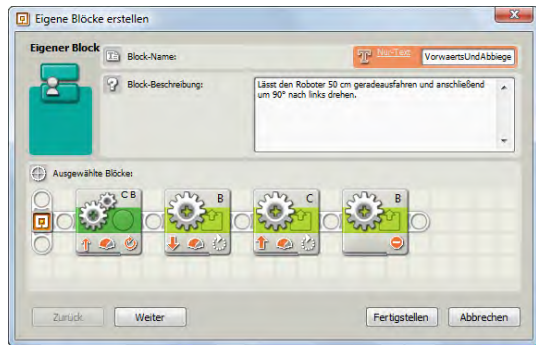 Eigene Blöcke erstellen
Eigener Block
Block-Name:
Nur-Text
VorwaertsUndAbbiege
Block-Beschreibung:
Lässt den Roboter 50 cm geradeausfahren und anschließend
um 90° nach links drehen.
Ausgewählte Blöcke:
C B
B
C
B
Zurück
Weiter
Fertigstellen
Abbrechen